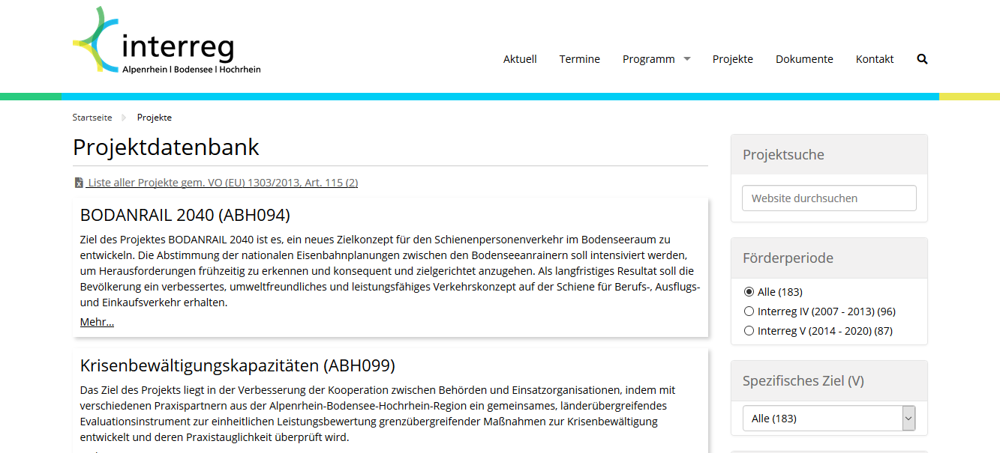 interreg
Alpenrhein | Bodensee | Hochrhein
Aktuell Termine Programm Projekte Dokumente Kontakt
Startseite Projekte
Projektdatenbank
Liste aller Projekte gem. VO (EU) 1303/2013, Art. 115 (2)
BODANRAIL 2040 (ABH094)
Ziel des Projektes BODANRAIL 2040 ist es, ein neues Zielkonzept für den Schienenpersonenverkehr im Bodenseeraum zu
entwickeln. Die Abstimmung der nationalen Eisenbahnplanungen zwischen den Bodenseeanrainern soll intensiviert werden,
um Herausforderungen frühzeitig zu erkennen und konsequent und zielgerichtet anzugehen. Als langfristiges Resultat soll die
Bevölkerung ein verbessertes, umweltfreundliches und leistungsfähiges Verkehrskonzept auf der Schiene für Berufs-, Ausflugs-
und Einkaufsverkehr erhalten.
Mehr...
Krisenbewältigungskapazitäten (ABH099)
Das Ziel des Projekts liegt in der Verbesserung der Kooperation zwischen Behörden und Einsatzorganisationen, indem mit
verschiedenen Praxispartnern aus der Alpenrhein-Bodensee-Hochrhein-Region ein gemeinsames, länderübergreifendes
Evaluationsinstrument zur einheitlichen Leistungsbewertung grenzübergreifender Maßnahmen zur Krisenbewältigung
entwickelt und deren Praxistauglichkeit überprüft wird.
Projektsuche
Website durchsuchen
Förderperiode
Alle (183)
Interreg IV (2007 - 2013) (96)
Interreg V (2014 - 2020) (87)
Spezifisches Ziel (V)
Alle (183)